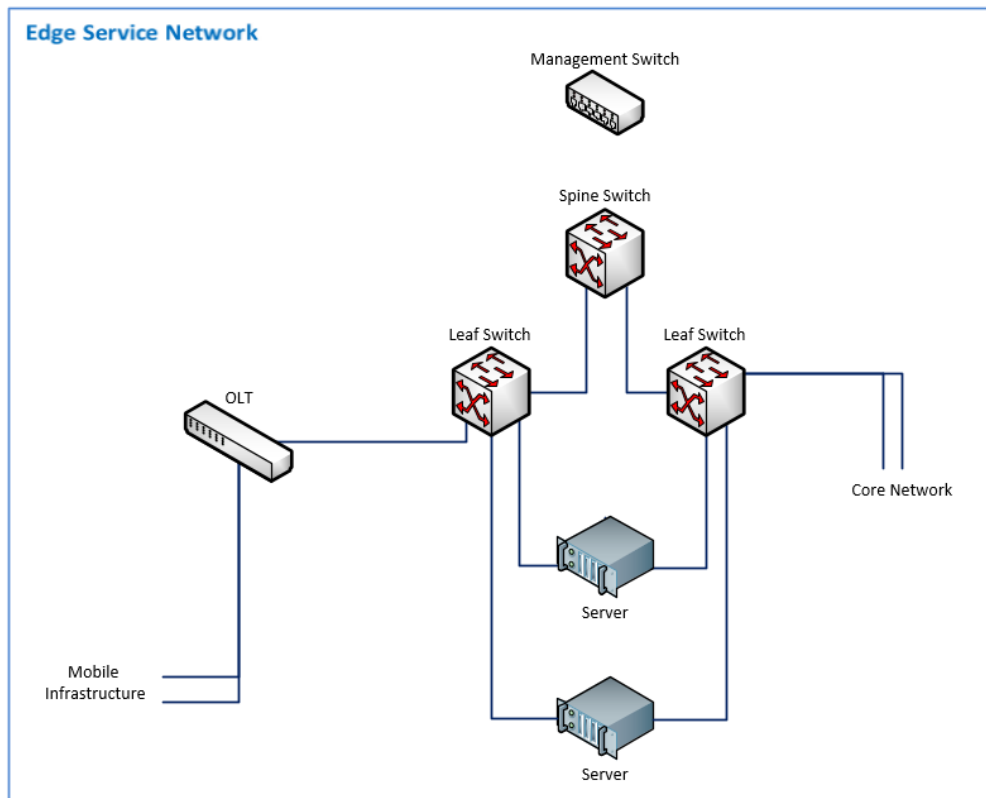 Edge Service Network
Management Switch
Spine Switch
Leaf Switch
Leaf Switch
OLT
Core Network
Server
Mobile
Infrastructure
Server